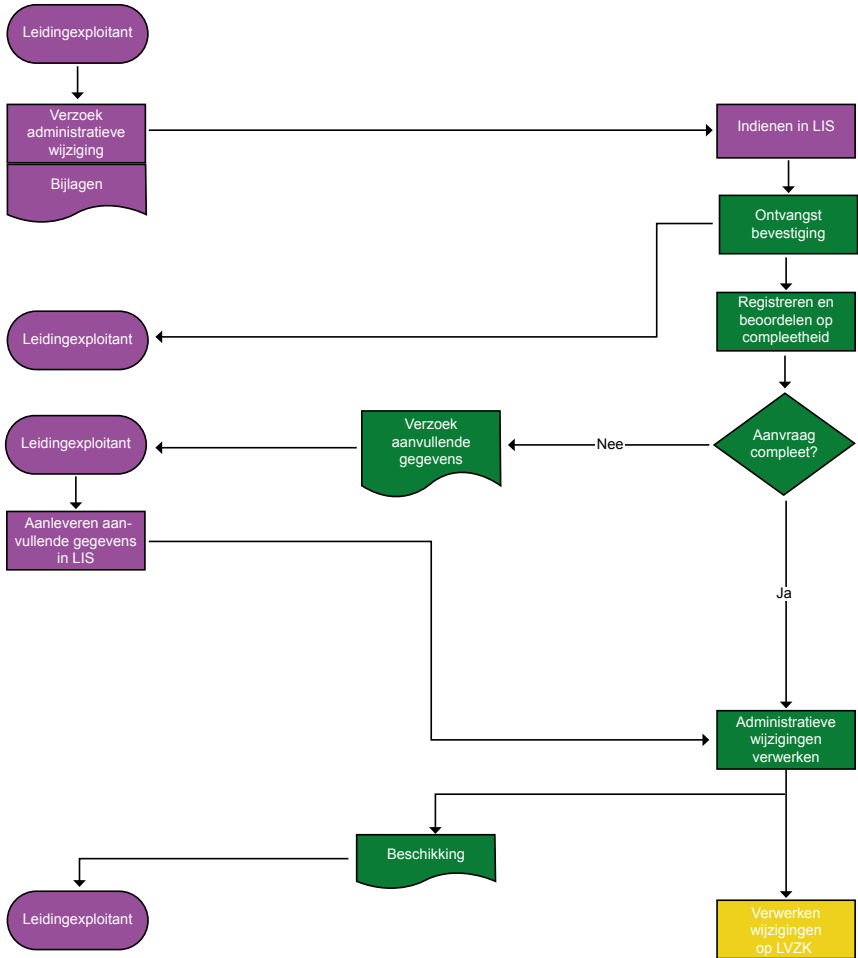 Leidingexploitant
Verzoek
administratieve
wijziging
Bijlagen
Indienen in LIS
Ontvangst
bevestiging
Registreren en
beoordelen op
compleetheid
Leidingexploitant
Aanvraag
compleet?
Nee
Verzoek
aanvullende
gegevens
Leidingexploitant
Aanleveren aan-
vullende gegevens
in LIS
Ja
Administratieve
wijzigingen
verwerken
Beschikking
Leidingexploitant
Verwerken
wijzigingen
op LVZK